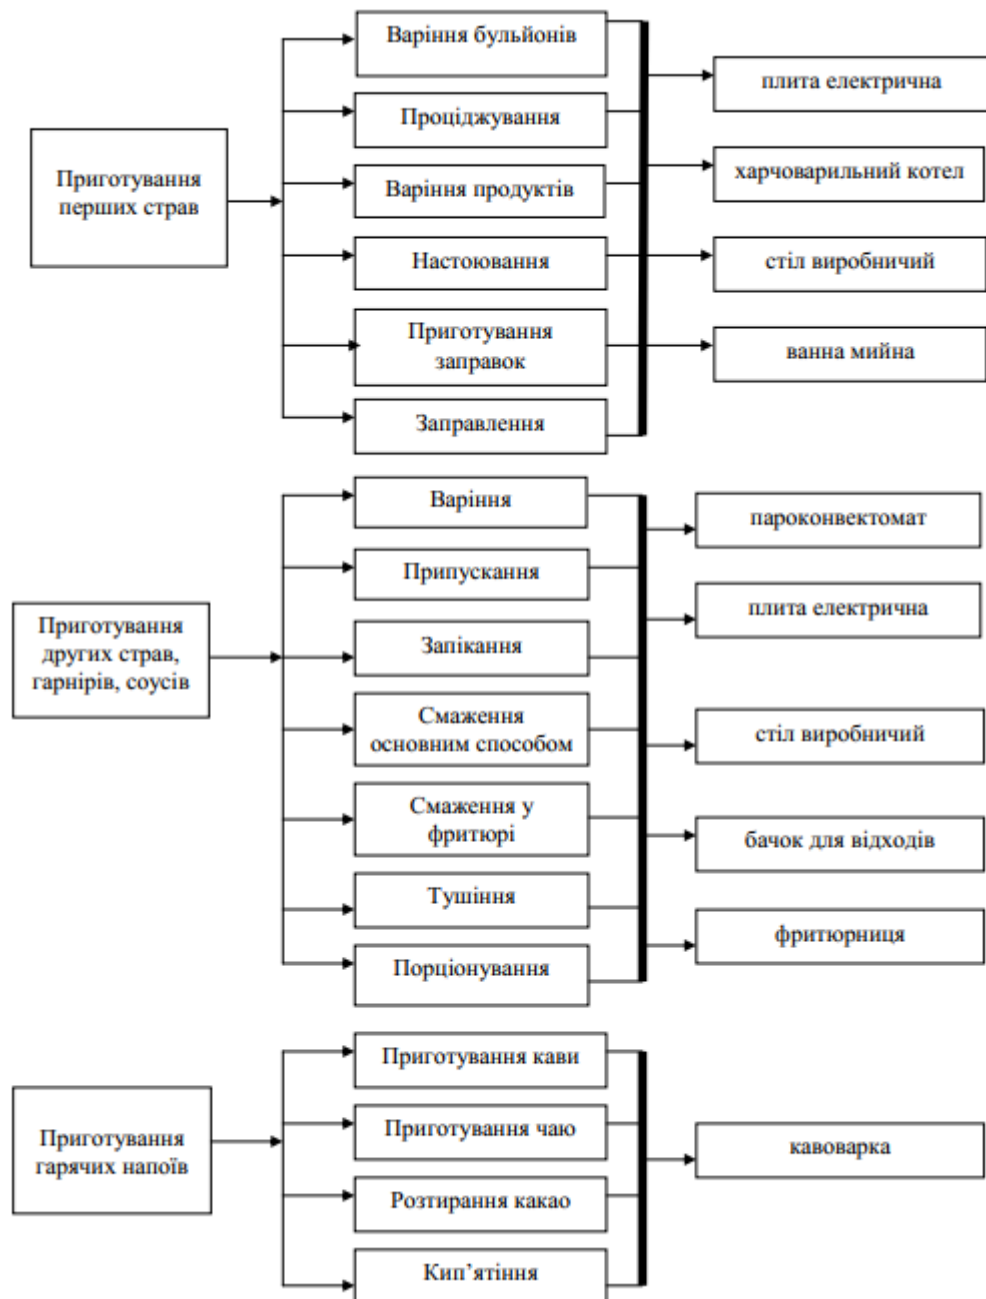 Приготування
перших страв
Варіння бульйонів
Проціджування
Варіння продуктів
Настоювання
Приготування
заправок
Заправлення
плита електрична
харчоварильний котел
стіл виробничий
ванна мийна
Приготування
других страв,
гарнірів, соусів
Варіння
Припускання
Запікання
Смаження
основним способом
Смаження у
фритюрі
Тушіння
Порціонування
пароконвектомат
плита електрична
стіл виробничий
бачок для відходів
фритюрниця
Приготування
гарячих напоїв
Приготування кави
Приготування чаю
Розтирання какао
Кип’ятіння
кавоварка